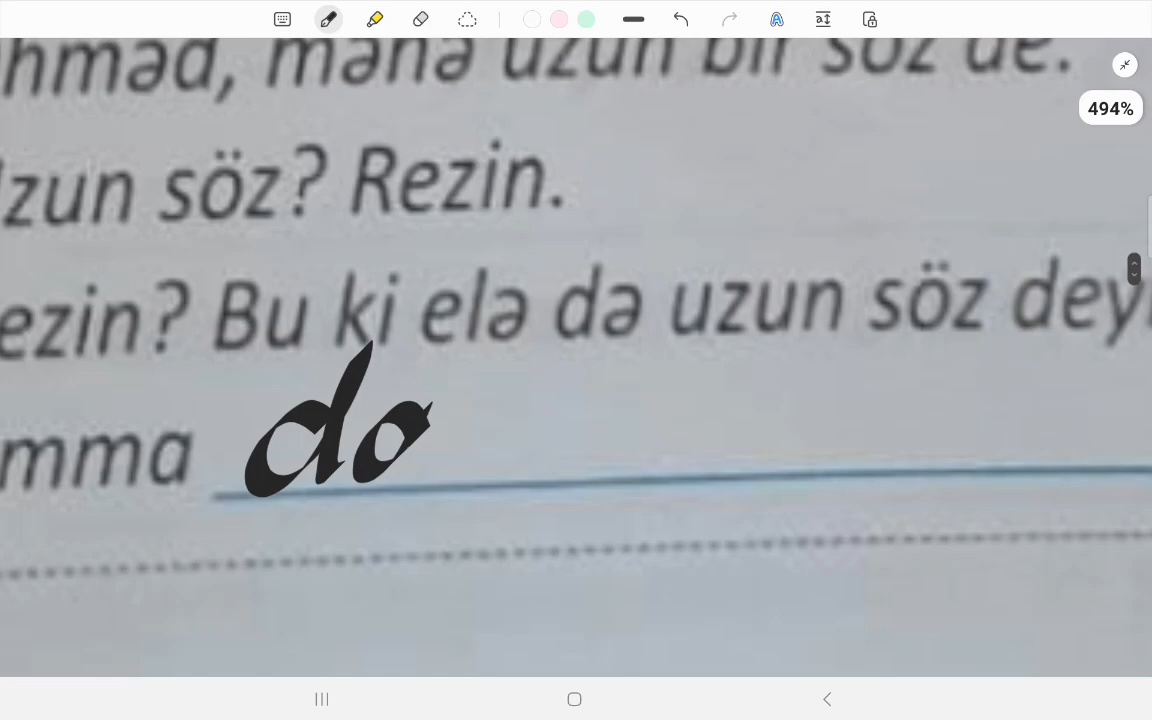 494%
hməd, mənə uzun bir söz de.
zun söz? Rezin.
ezin? Bu ki elə də uzun söz dey
mma do